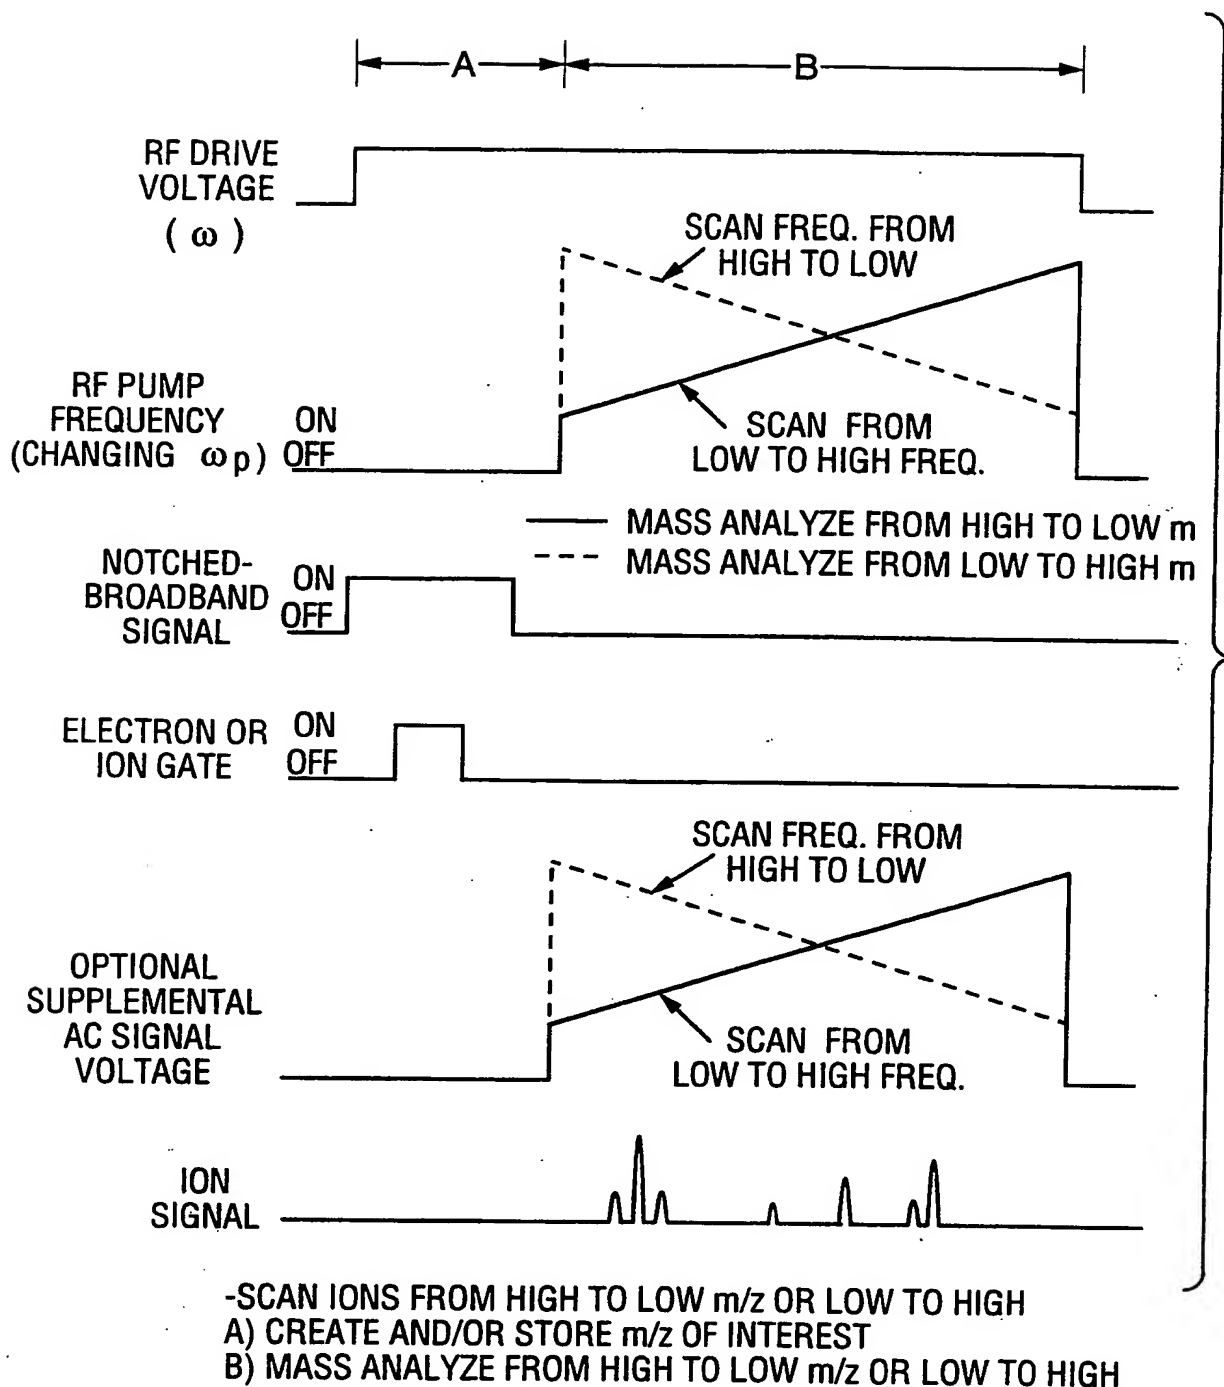 A
B
RF DRIVE
VOLTAGE
( ω )
SCAN FREQ. FROM
HIGH TO LOW
RF PUMP
FREQUENCY
(CHANGING ωp)
ON
OFF
SCAN FROM
LOW TO HIGH FREQ.
MASS ANALYZE FROM HIGH TO LOW m
MASS ANALYZE FROM LOW TO HIGH m
NOTCHED-
BROADBAND
SIGNAL
ON
OFF
ELECTRON OR
ION GATE
ON
OFF
SCAN FREQ. FROM
HIGH TO LOW
OPTIONAL
SUPPLEMENTAL
AC SIGNAL
VOLTAGE
SCAN FROM
LOW TO HIGH FREQ.
ION
SIGNAL
-SCAN IONS FROM HIGH TO LOW m/z OR LOW TO HIGH
A) CREATE AND/OR STORE m/z OF INTEREST
B) MASS ANALYZE FROM HIGH TO LOW m/z OR LOW TO HIGH